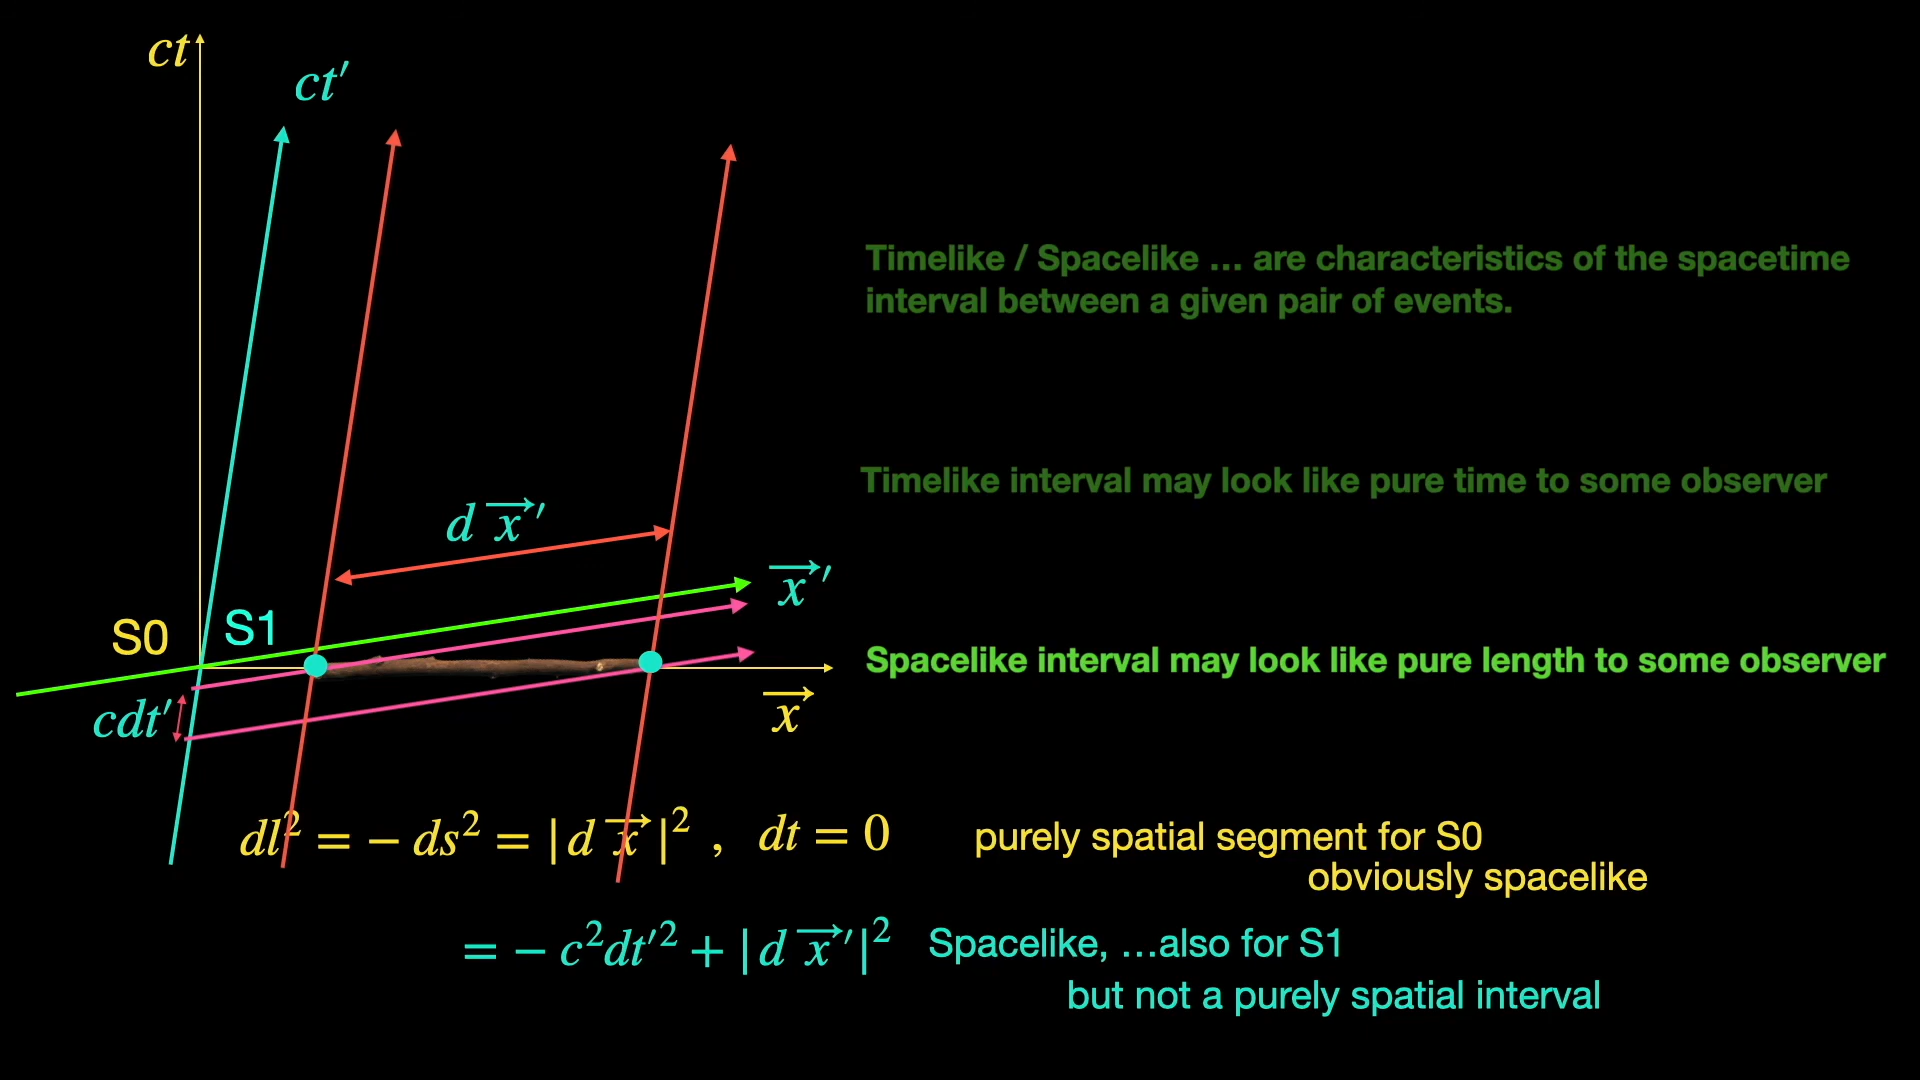 ct
ct′
Timelike / Spacelike … are characteristics of the spacetime
interval between a given pair of events.
Timelike interval may look like pure time to some observer
d x⃗ ′
x⃗ ′
S0
S1
Spacelike interval may look like pure length to some observer
cdt′
x⃗
dl² = − ds² = | d x⃗ |² , dt = 0 purely spatial segment for S0
obviously spacelike
= − c²dt′² + | d x⃗ ′|² Spacelike, …also for S1
but not a purely spatial interval